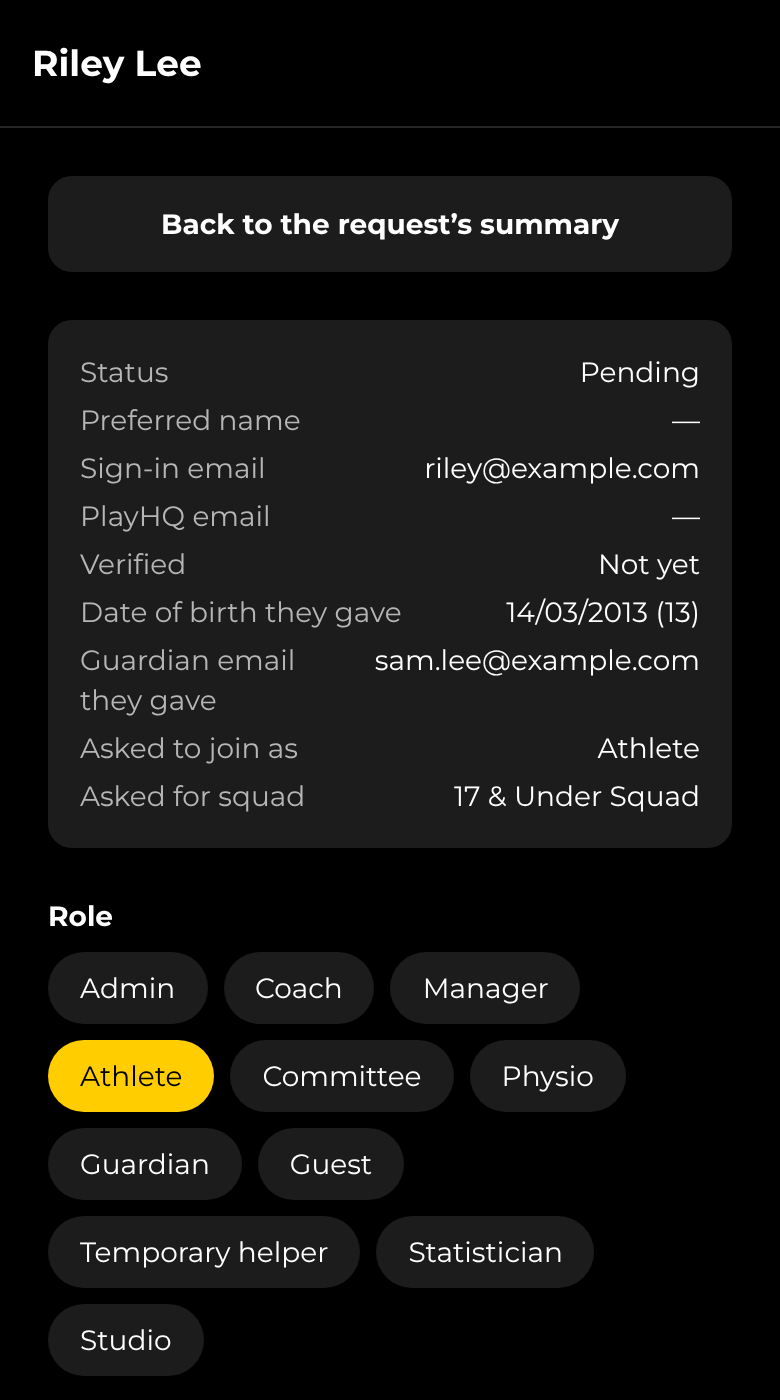 Riley Lee
Back to the request’s summary
Status Pending
Preferred name —
Sign-in email riley@example.com
PlayHQ email —
Verified Not yet
Date of birth they gave 14/03/2013 (13)
Guardian email sam.lee@example.com
they gave
Asked to join as Athlete
Asked for squad 17 & Under Squad
Role
Admin Coach Manager
Athlete Committee Physio
Guardian Guest
Temporary helper Statistician
Studio